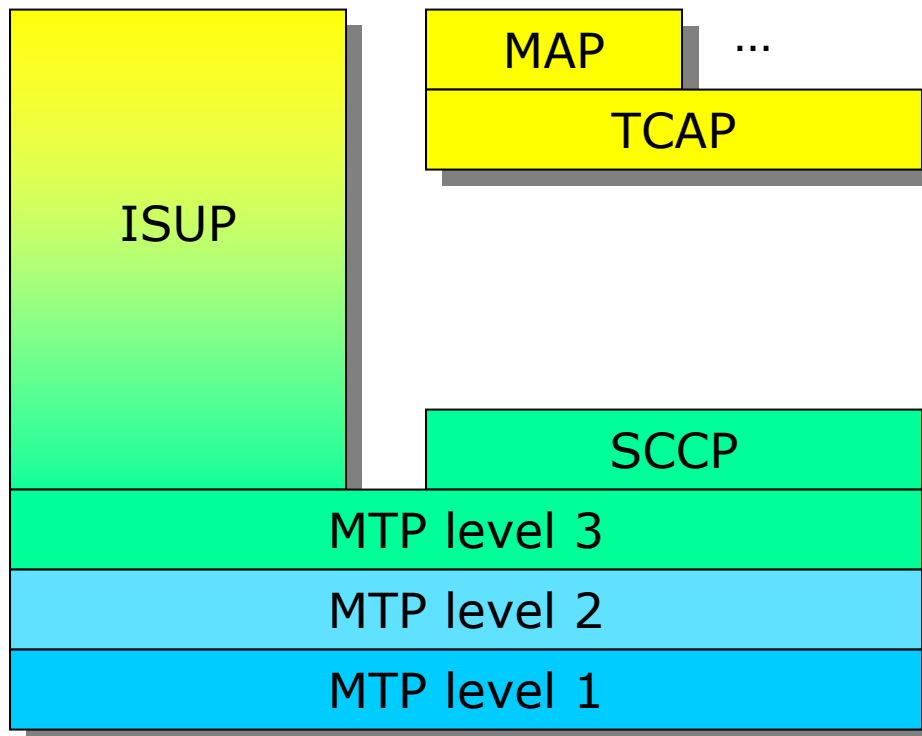 MAP ...
TCAP
ISUP
SCCP
MTP level 3
MTP level 2
MTP level 1